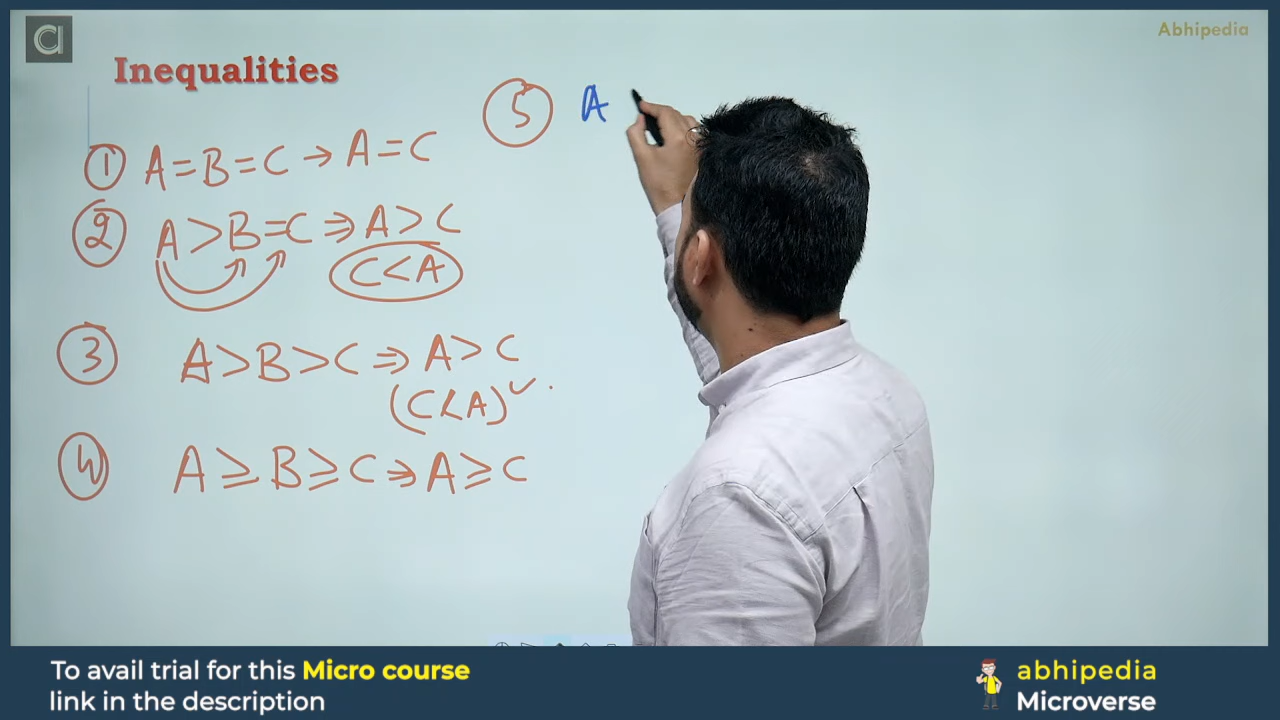 Abhipedia
Inequalities
① A=B=C → A=C
② A>B=C ⇒ A>C
C<A
③ A>B>C ⇒ A>C
(C<A)✓.
④ A≥B≥C ⇒ A≥C
⑤ A
To avail trial for this Micro course
link in the description
abhipedia
Microverse